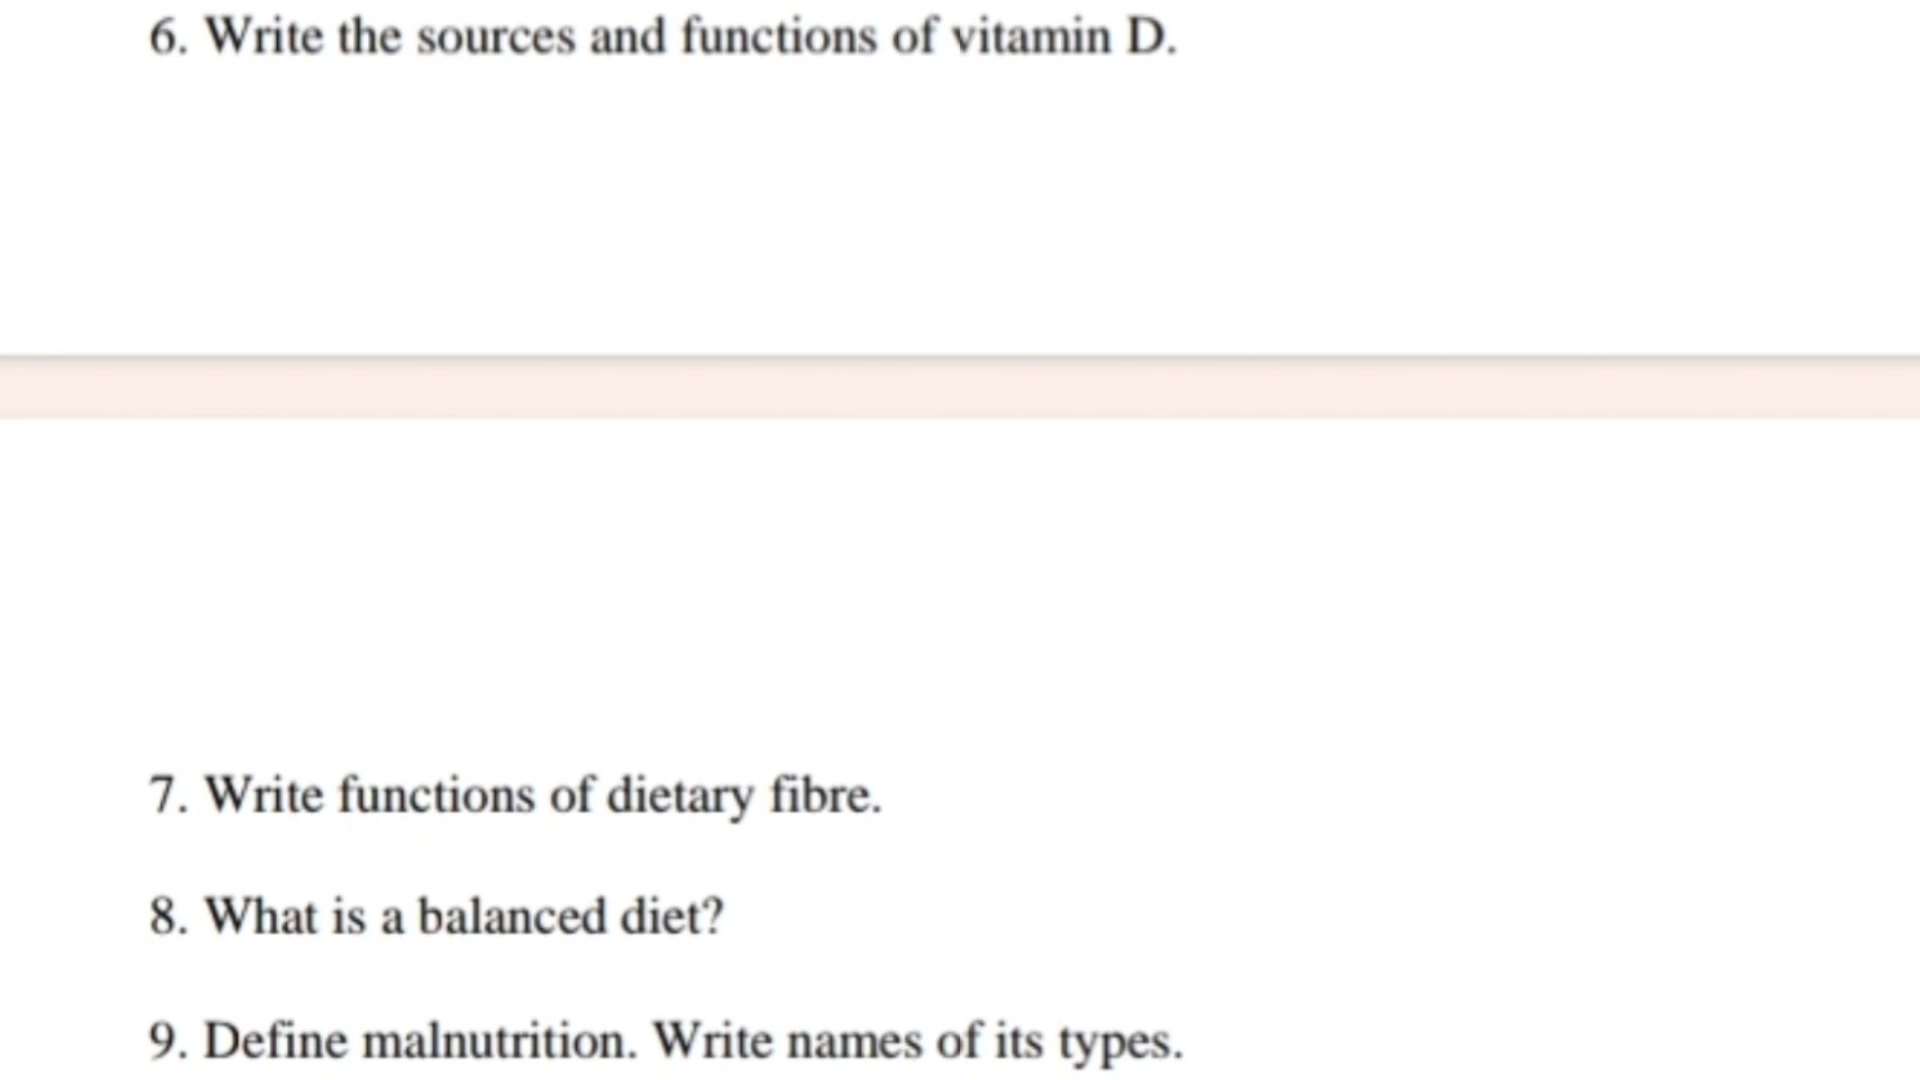 6. Write the sources and functions of vitamin D.
7. Write functions of dietary fibre.
8. What is a balanced diet?
9. Define malnutrition. Write names of its types.